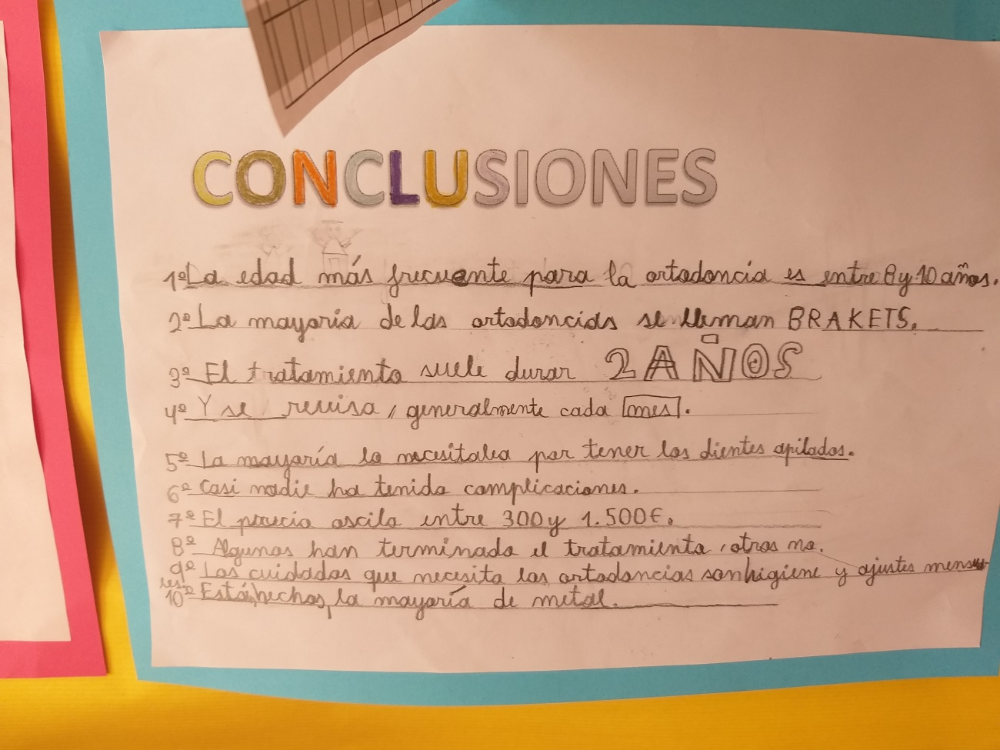 CONCLUSIONES
1º La edad más frecuente para la ortodoncia es entre 8 y 10 años.
2º La mayoria de las ortodoncias se llaman BRAKETS.
3º El tratamiento suele durar 2 AÑOS
4º Y se revisa, generalmente cada mes.
5º La mayoría lo necesitaba por tener los dientes apilados.
6º Casi nadie ha tenido complicaciones.
7º El precio oscila entre 300 y 1.500€.
8º Algunos han terminado el tratamiento, otros no.
9º Los cuidados que necesita las ortodoncias son higiene y ajustes mensu
les.
10º Están hechos, la mayoría de metal.